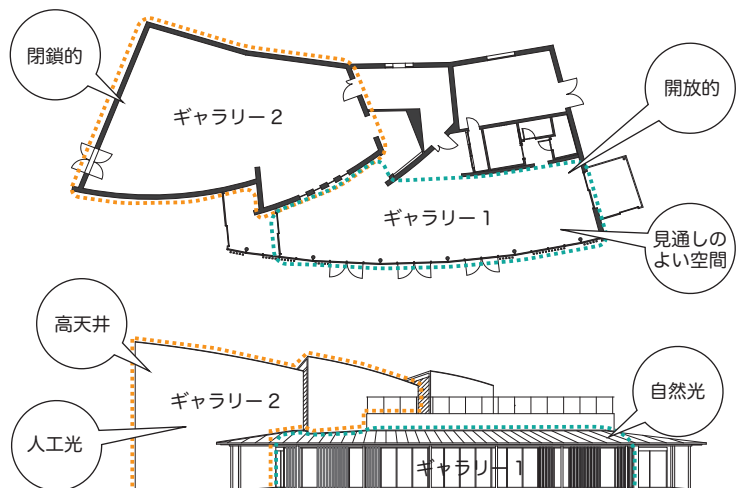 閉鎖的
ギャラリー 2
開放的
ギャラリー 1
見通しの
よい空間
高天井
ギャラリー 2
自然光
人工光
ギャラリー 1